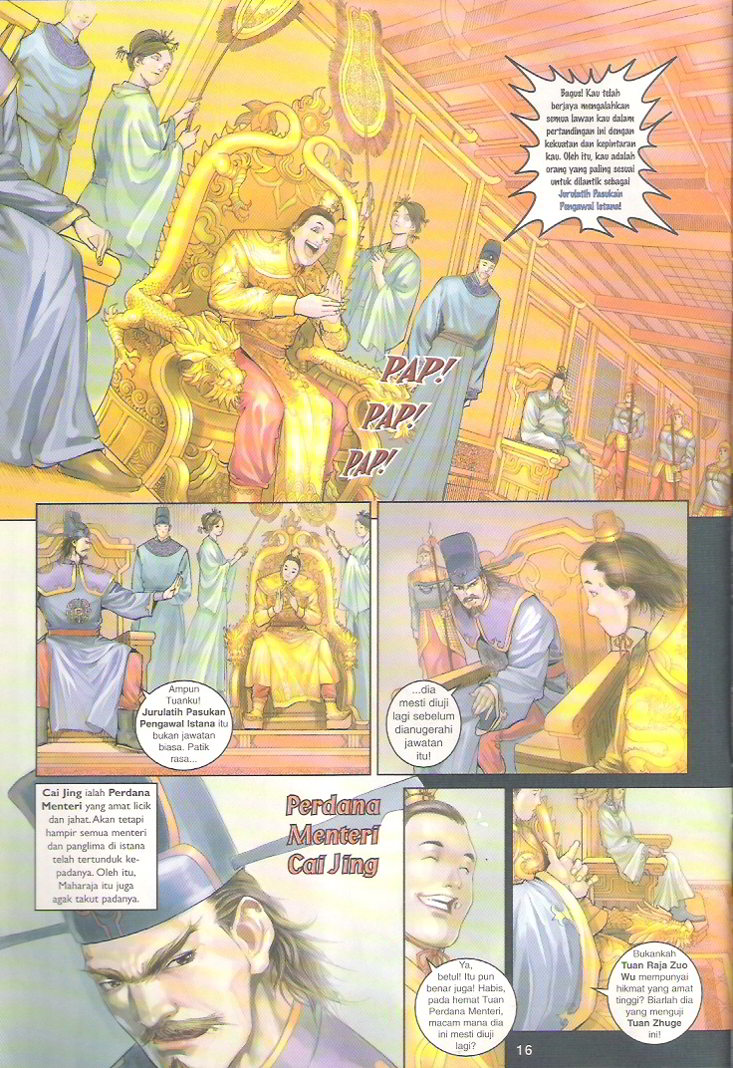 Bagus! Kau telah
berjaya mengalahkan
semua lawan kau dalam
pertandingan ini dengan
kekuatan dan kepintaran
kau. Oleh itu, kau adalah
orang yang paling sesuai
untuk dilantik sebagai
Jurulatih Pasukan
Pengawal Istana!
PAP!
PAP!
PAP!
Ampun
Tuanku!
Jurulatih Pasukan
Pengawal Istana itu
bukan jawatan
biasa. Patik
rasa...
...dia
mesti diuji
lagi sebelum
dianugerahi
jawatan
itu!
Cai Jing ialah Perdana
Menteri yang amat licik
dan jahat. Akan tetapi
hampir semua menteri
dan panglima di istana
telah tertunduk ke-
padanya. Oleh itu,
Maharaja itu juga
agak takut padanya.
Perdana
Menteri
Cai Jing
Ya,
betul! Itu pun
benar juga! Habis,
pada hemat Tuan
Perdana Menteri,
macam mana dia
ini mesti diuji
lagi?
Bukankah
Tuan Raja Zuo
Wu mempunyai
hikmat yang amat
tinggi? Biarlah dia
yang menguji
Tuan Zhuge
ini!
16